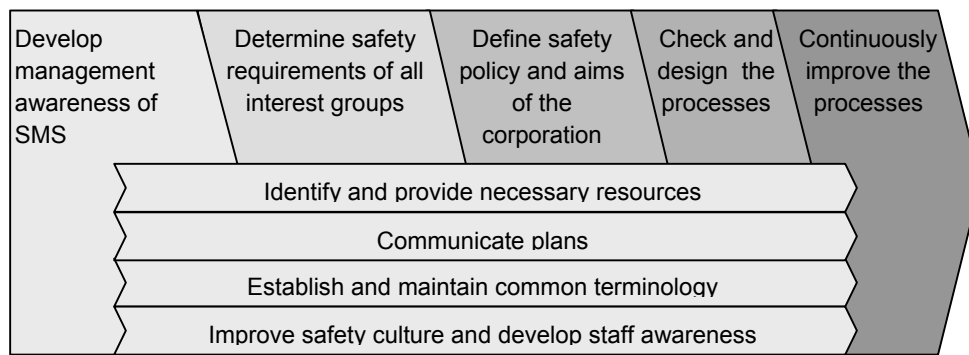 Develop
management
awareness of
SMS
Determine safety
requirements of all
interest groups
Define safety
policy and aims
of the
corporation
Check and
design the
processes
Continuously
improve the
processes
Identify and provide necessary resources
Communicate plans
Establish and maintain common terminology
Improve safety culture and develop staff awareness